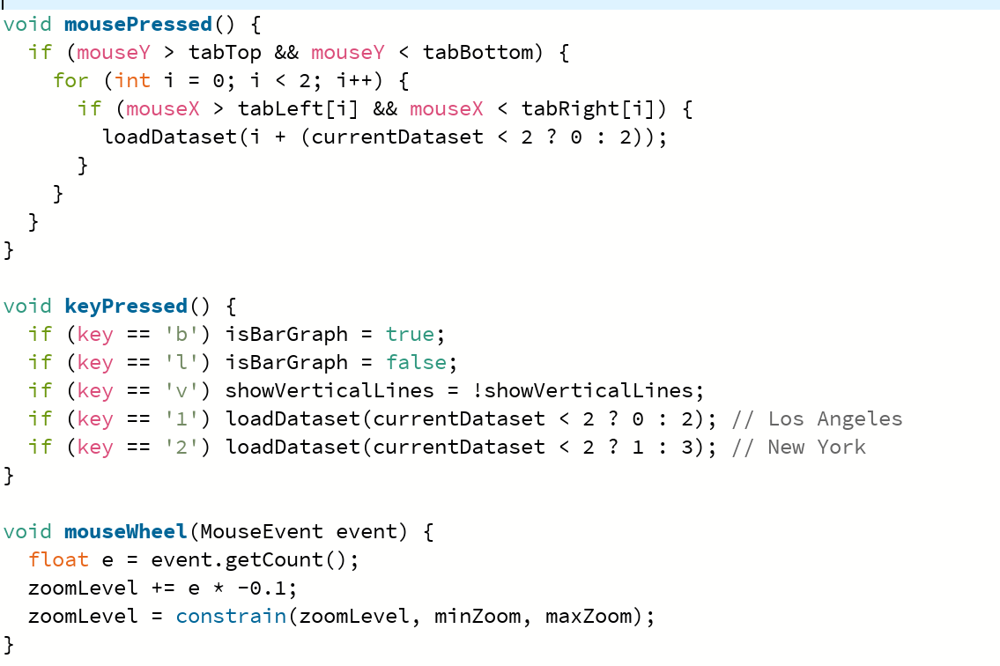 void mousePressed() {
  if (mouseY > tabTop && mouseY < tabBottom) {
    for (int i = 0; i < 2; i++) {
      if (mouseX > tabLeft[i] && mouseX < tabRight[i]) {
        loadDataset(i + (currentDataset < 2 ? 0 : 2));
      }
    }
  }
}

void keyPressed() {
  if (key == 'b') isBarGraph = true;
  if (key == 'l') isBarGraph = false;
  if (key == 'v') showVerticalLines = !showVerticalLines;
  if (key == '1') loadDataset(currentDataset < 2 ? 0 : 2); // Los Angeles
  if (key == '2') loadDataset(currentDataset < 2 ? 1 : 3); // New York
}

void mouseWheel(MouseEvent event) {
  float e = event.getCount();
  zoomLevel += e * -0.1;
  zoomLevel = constrain(zoomLevel, minZoom, maxZoom);
}